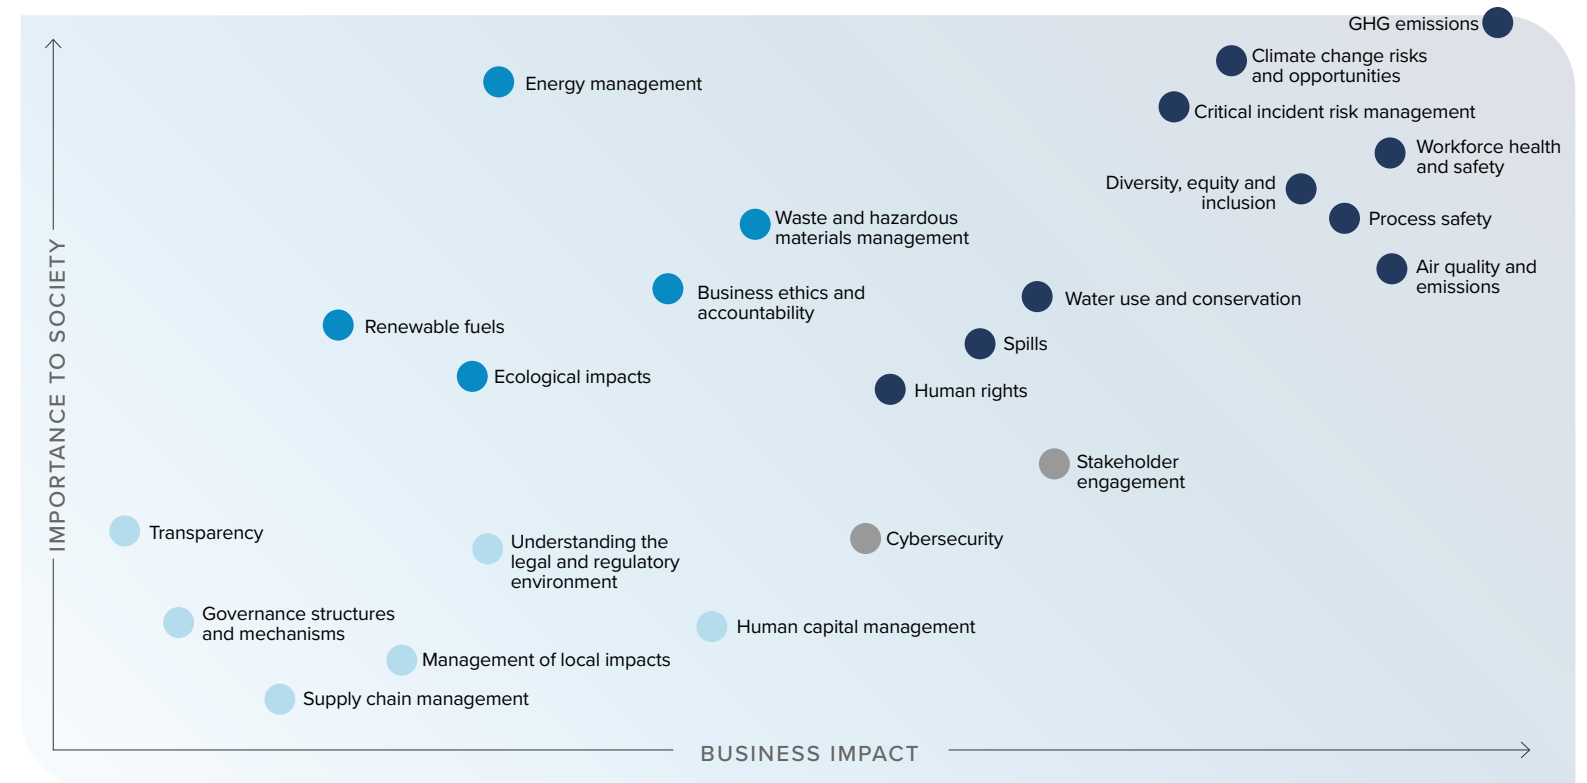 GHG emissions
Climate change risks
and opportunities
Energy management
Critical incident risk management
Workforce health
and safety
Diversity, equity and
inclusion
Process safety
Waste and hazardous
materials management
Air quality and
emissions
Business ethics and
accountability
Water use and conservation
Renewable fuels
Spills
Ecological impacts
Human rights
IMPORTANCE TO SOCIETY
Stakeholder
engagement
Transparency
Understanding the
legal and regulatory
environment
Cybersecurity
Governance structures
and mechanisms
Human capital management
Management of local impacts
Supply chain management
BUSINESS IMPACT